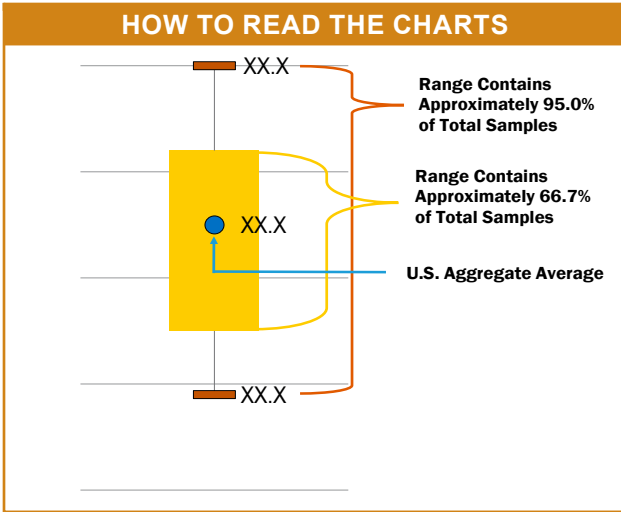 HOW TO READ THE CHARTS
XX.X
Range Contains
Approximately 95.0%
of Total Samples
Range Contains
Approximately 66.7%
of Total Samples
XX.X
U.S. Aggregate Average
XX.X